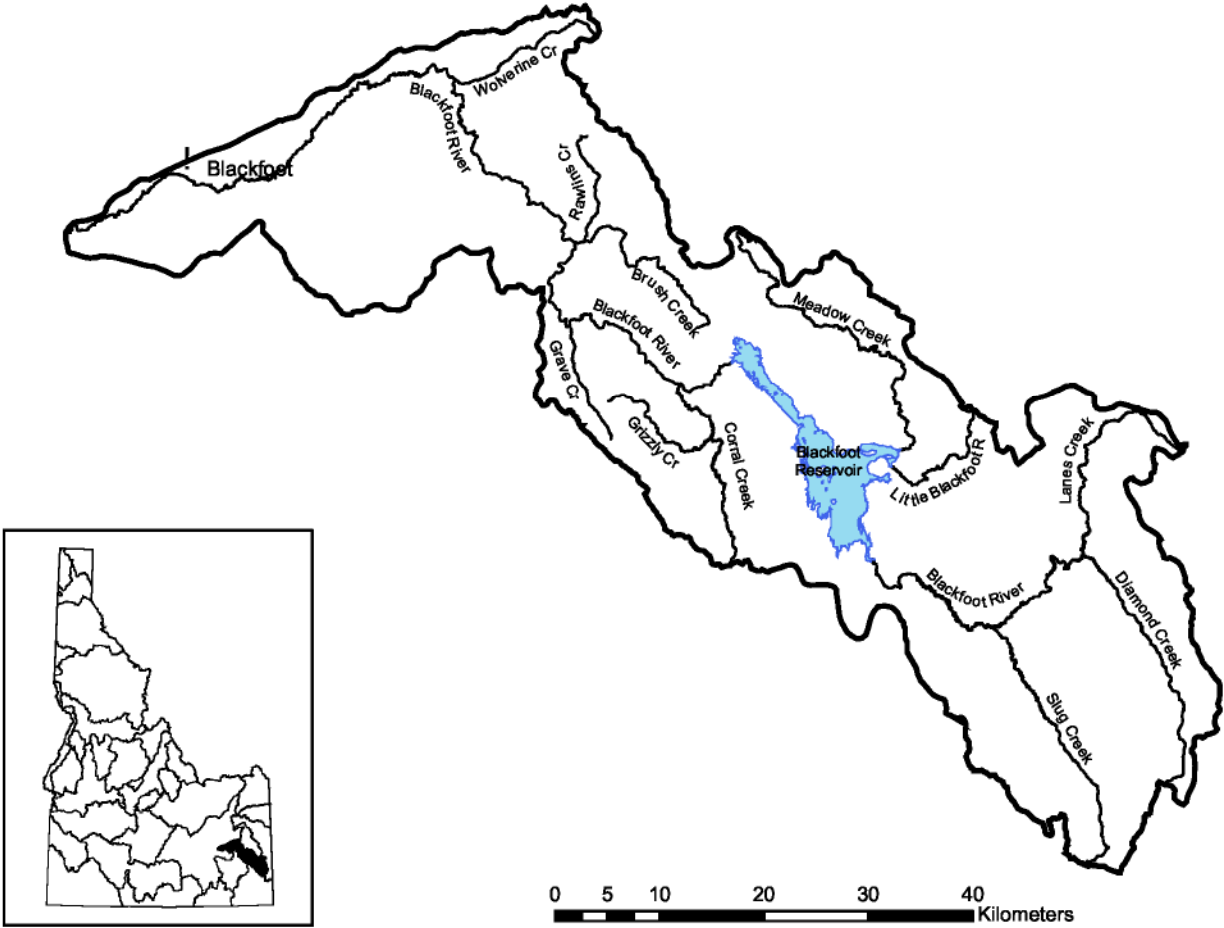 Wolverine Cr
Blackfoot River
Blackfoot
Rawlins Cr
Brush Creek
Meadow Creek
Blackfoot River
Grave Cr
Grizzly Cr
Corral Creek
Blackfoot
Reservoir
Little Blackfoot R
Lanes Creek
Blackfoot River
Diamond Creek
Slug Creek
0 5 10 20 30 40
Kilometers